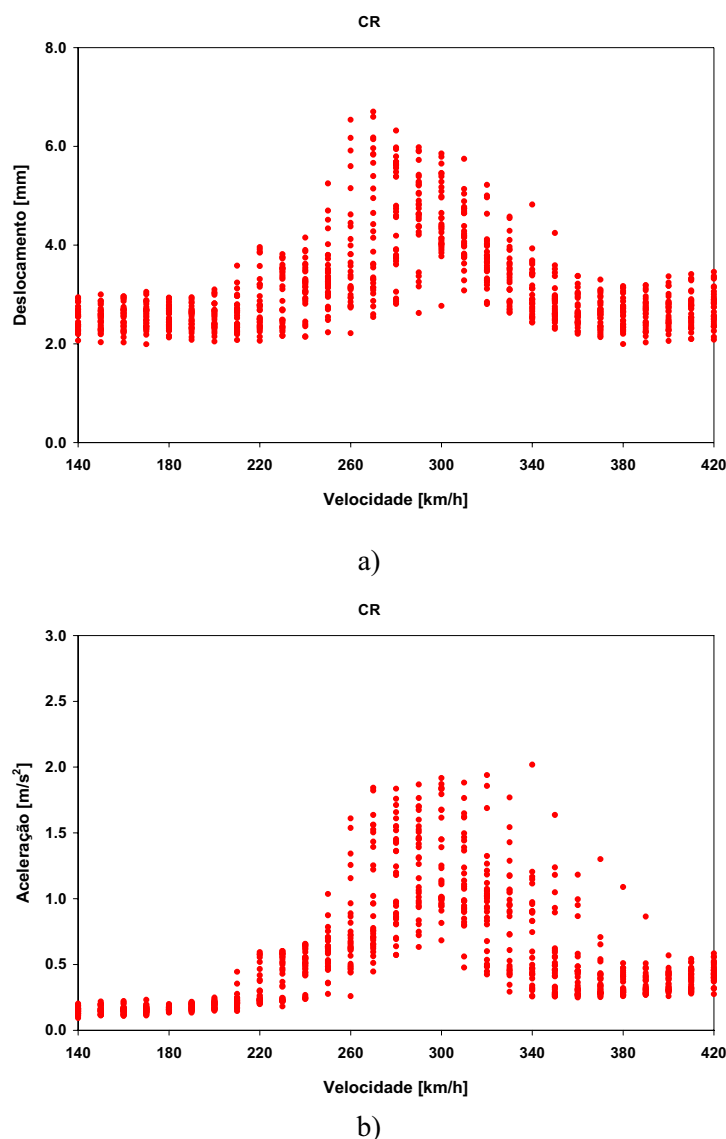 CR
8.0
6.0
4.0
2.0
0.0
Deslocamento [mm]
140 180 220 260 300 340 380 420
Velocidade [km/h]
a)
CR
3.0
2.5
2.0
1.5
1.0
0.5
0.0
Aceleração [m/s²]
140 180 220 260 300 340 380 420
Velocidade [km/h]
b)